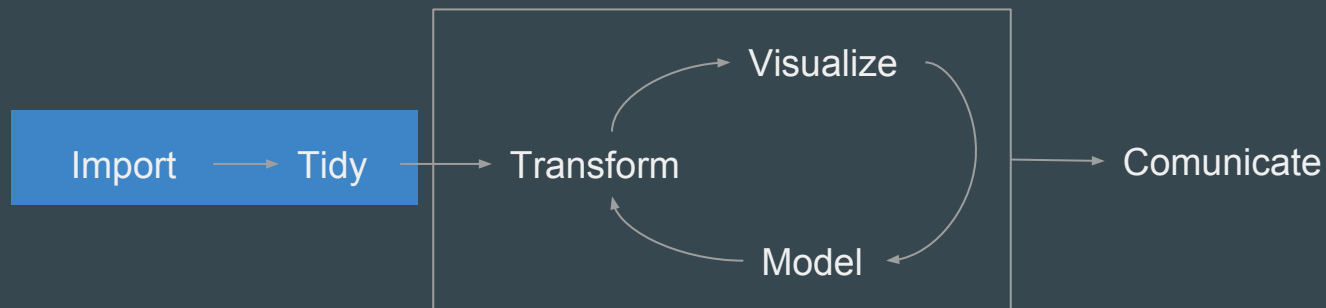 Visualize
Import
Tidy
Transform
Comunicate
Model